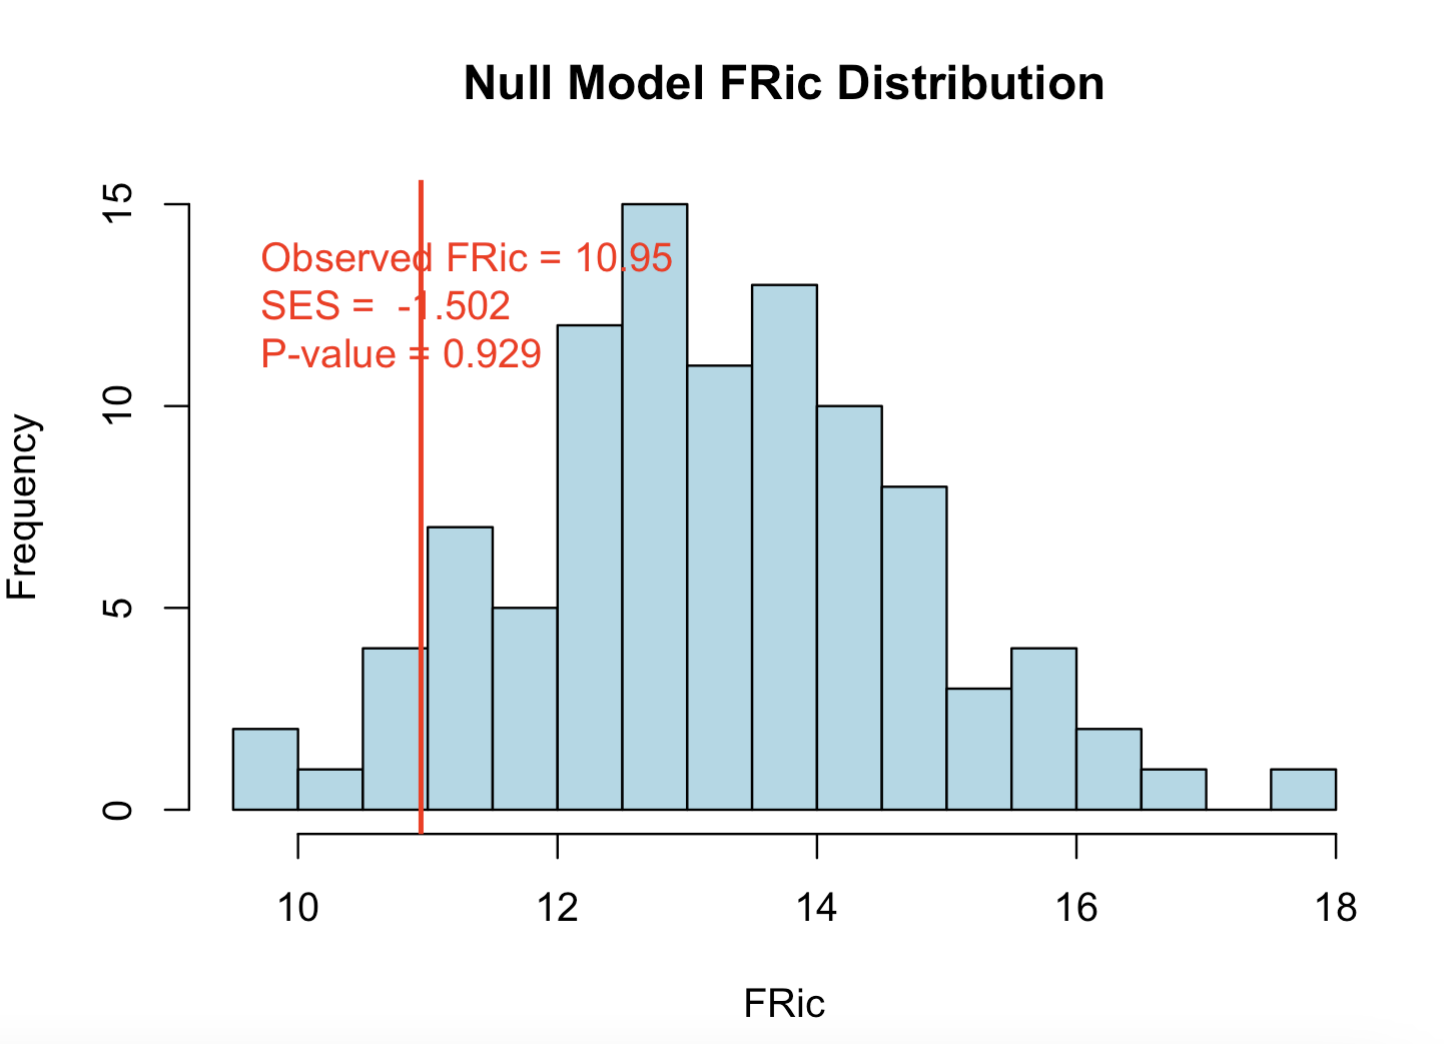 Null Model FRic Distribution
15
10
5
0
Frequency
Observed FRic = 10.95
SES =  -1.502
P-value = 0.929
10 12 14 16 18
FRic